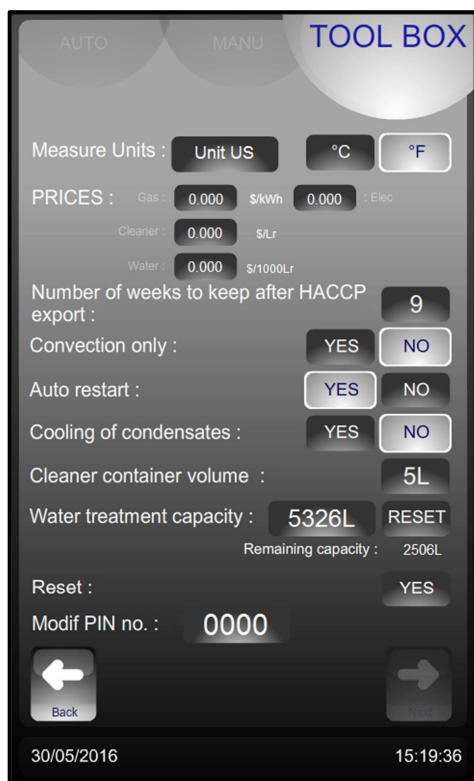 AUTO MANU TOOL BOX
Measure Units : Unit US °C °F
PRICES : Gas : 0.000 $/kWh 0.000 : Elec
Cleaner : 0.000 $/Lr
Water : 0.000 $/1000Lr
Number of weeks to keep after HACCP
export : 9
Convection only : YES NO
Auto restart : YES NO
Cooling of condensates : YES NO
Cleaner container volume : 5L
Water treatment capacity : 5326L RESET
Remaining capacity : 2506L
Reset : YES
Modif PIN no. : 0000
Back Next
30/05/2016 15:19:36